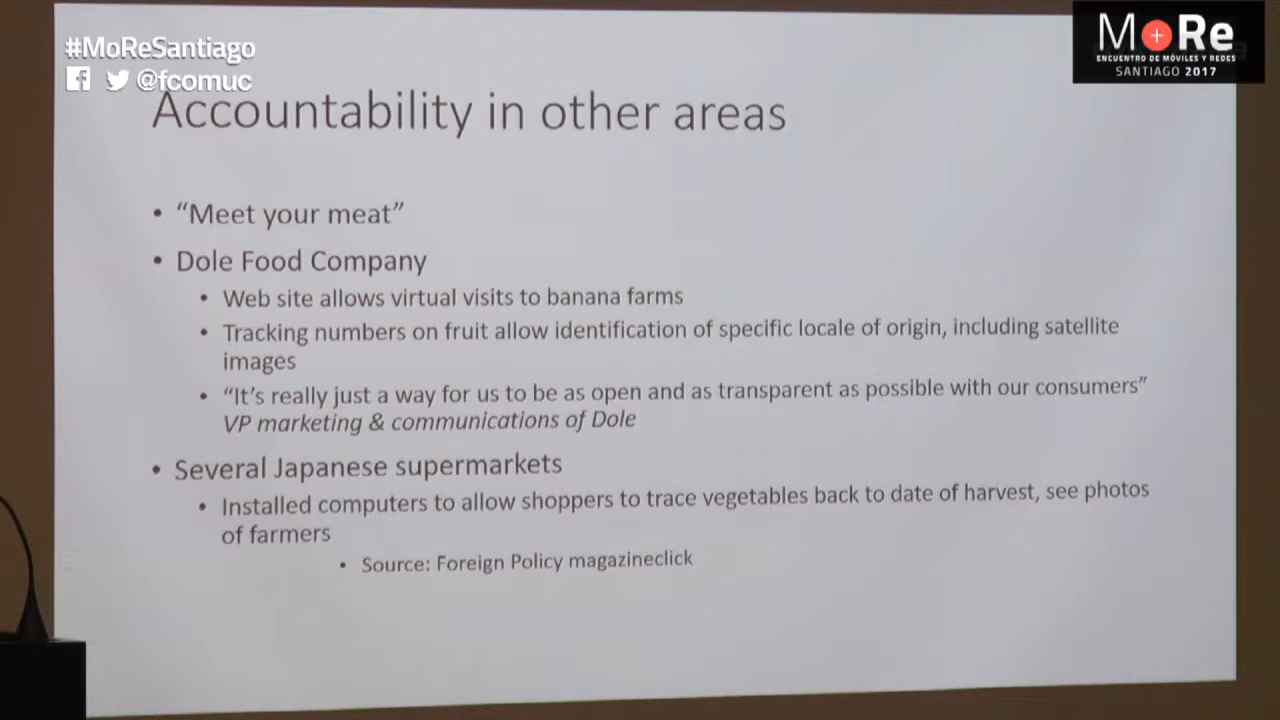 #MoReSantiago
@fcomuc
MoRe
ENCUENTRO DE MÓVILES Y REDES
SANTIAGO 2017
Accountability in other areas
• “Meet your meat”
• Dole Food Company
• Web site allows virtual visits to banana farms
• Tracking numbers on fruit allow identification of specific locale of origin, including satellite
images
• “It’s really just a way for us to be as open and as transparent as possible with our consumers”
VP marketing & communications of Dole
• Several Japanese supermarkets
• Installed computers to allow shoppers to trace vegetables back to date of harvest, see photos
of farmers
• Source: Foreign Policy magazineclick